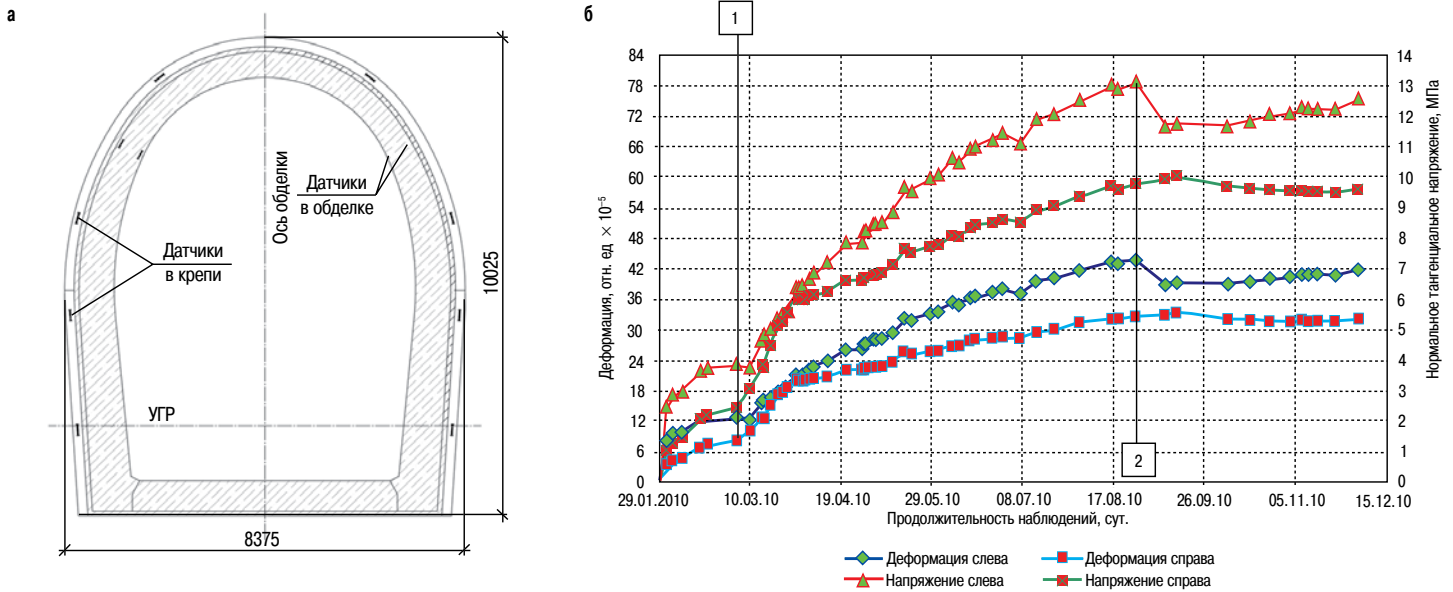 а
Ось обделки
Датчики
в обделке
Датчики
в крепи
УГР
10025
8375
б
1
2
Деформация, отн. ед × 10⁻⁵
84
78
72
66
60
54
48
42
36
30
24
18
12
6
0
Нормальное тангенциальное напряжение, МПа
14
13
12
11
10
9
8
7
6
5
4
3
2
1
0
29.01.2010 10.03.10 19.04.10 29.05.10 08.07.10 17.08.10 26.09.10 05.11.10 15.12.10
Продолжительность наблюдений, сут.
Деформация слева Деформация справа
Напряжение слева Напряжение справа